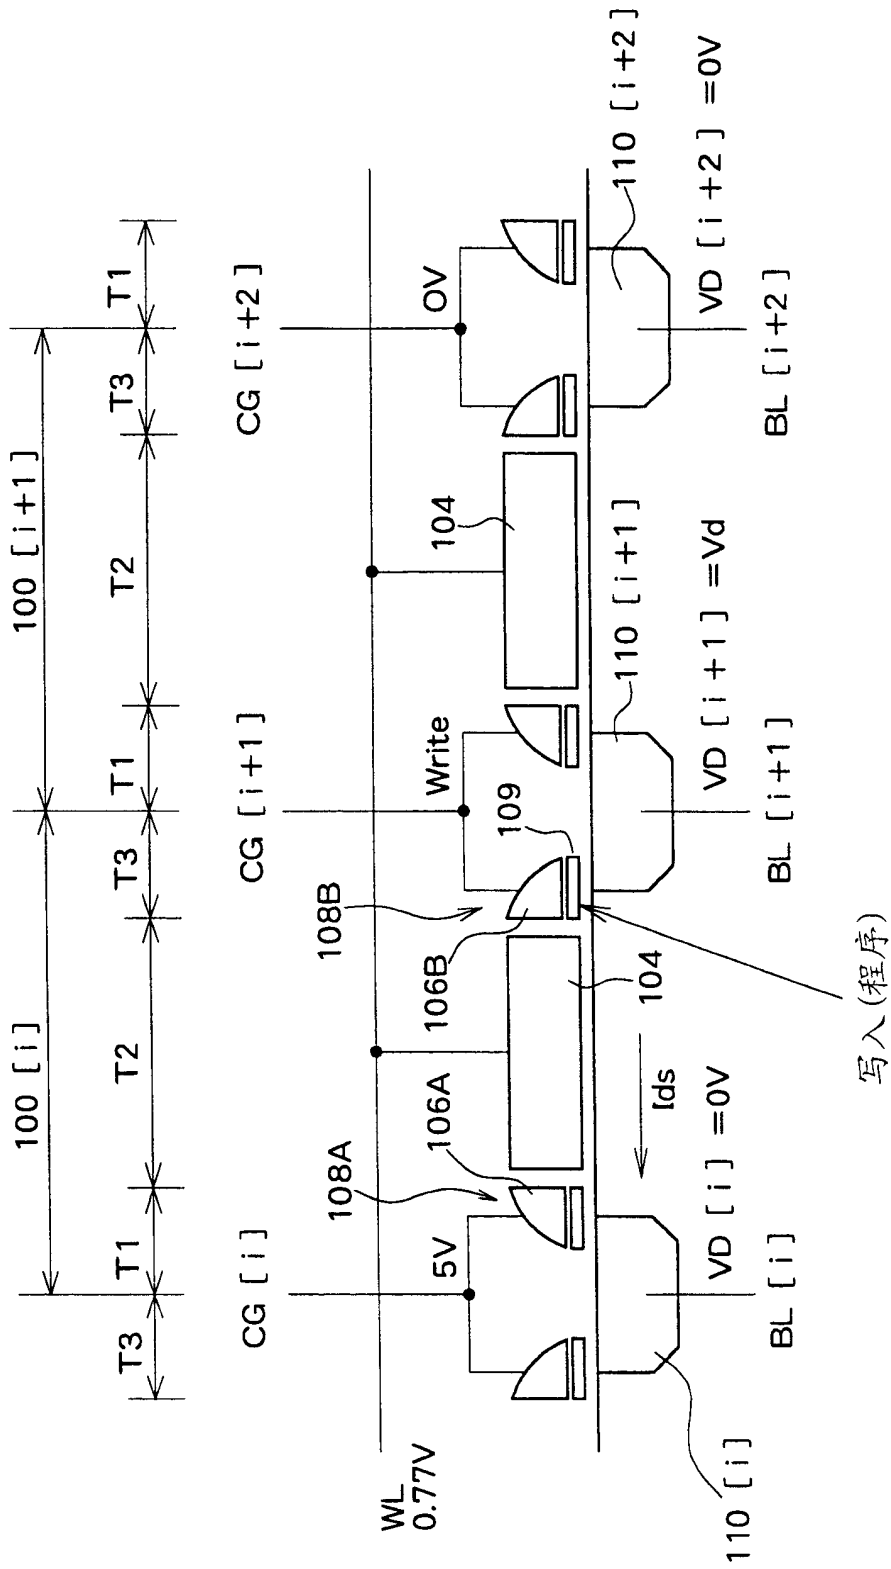 100 [i]
100 [i+1]
T3
T1
T2
T3
T1
T2
T3
T1
CG [i]
CG [i+1]
CG [i+2]
WL
0.77V
5V
Write
0V
108A
106A
108B
106B
109
104
104
Ids
110 [i]
110 [i+1]
110 [i+2]
VD [i] =0V
VD [i+1] =Vd
VD [i+2] =0V
BL [i]
BL [i+1]
BL [i+2]
写入(程序)